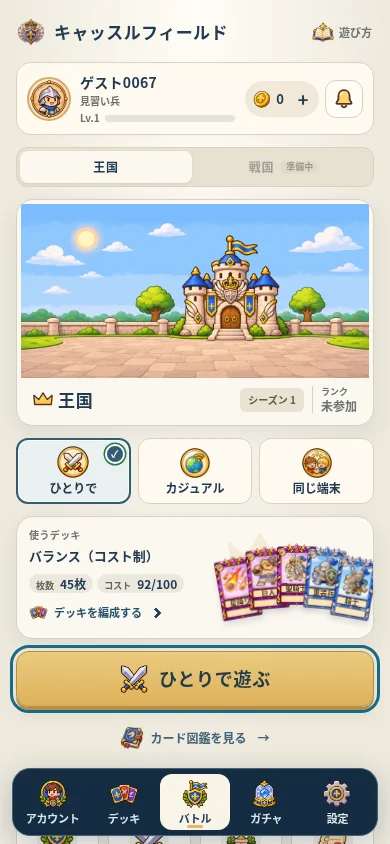 キャッスルフィールド
遊び方
ゲスト0067
見習い兵
Lv.1
0 +
王国
戦国 準備中
王国
シーズン 1
ランク
未参加
ひとりで
カジュアル
同じ端末
使うデッキ
バランス（コスト制）
枚数 45枚 コスト 92/100
デッキを編成する
ひとりで遊ぶ
カード図鑑を見る →
アカウント
デッキ
バトル
ガチャ
設定